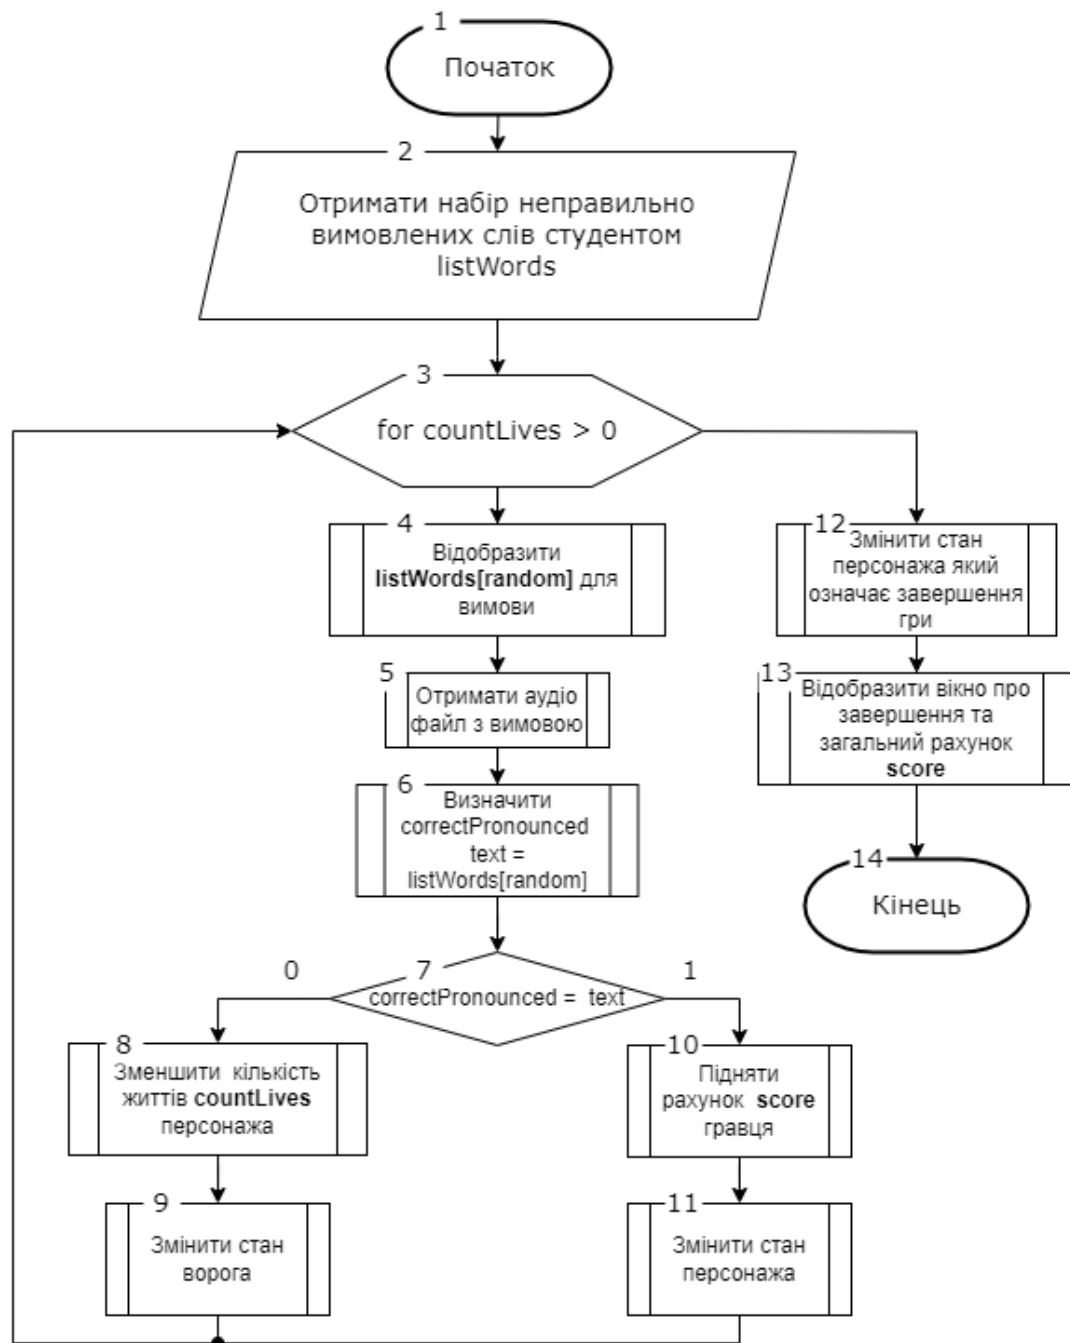 1
Початок
2
Отримати набір неправильно
вимовлених слів студентом
listWords
3
for countLives > 0
4
Відобразити
listWords[random] для
вимови
5
Отримати аудіо
файл з вимовою
6
Визначити
correctPronounced
text =
listWords[random]
7
0
1
correctPronounced = text
8
Зменшити кількість
життів countLives
персонажа
9
Змінити стан
ворога
10
Підняти
рахунок score
гравця
11
Змінити стан
персонажа
12
Змінити стан
персонажа який
означає завершення
гри
13
Відобразити вікно про
завершення та
загальний рахунок
score
14
Кінець